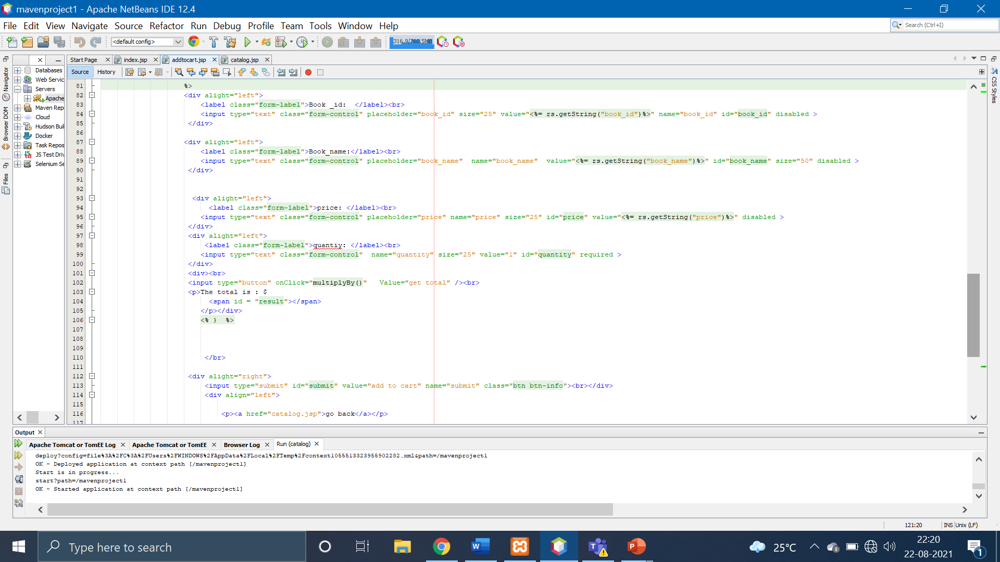 mavenproject1 - Apache NetBeans IDE 12.4
File Edit View Navigate Source Refactor Run Debug Profile Team Tools Window Help
Search (Ctrl+I)
<default config>
316.9/760.5MB
Start Page index.jsp addtocart.jsp catalog.jsp
Source History
Navigator
Browser DOM
Files
CSS Styles
Databases
Web Servic
Servers
Apache
Maven Rep
Cloud
Hudson Buil
Docker
Task Repos
JS Test Driv
Selenium Se
81 %>
82 <div alight="left">
83 <label class="form-label">Book _id:  </label><br>
84 <input type="text" class="form-control" placeholder="book_id" size="25" value="<%= rs.getString("book_id")%>" name="book_id" id="book_id" disabled >
85 </div>
86
87 <div alight="left">
88 <label class="form-label">Book_name:</label><br>
89 <input type="text" class="form-control" placeholder="book_name"  name="book_name"  value="<%= rs.getString("book_name")%>" id="book_name" size="50" disabled >
90 </div>
91
92
93 <div alight="left">
94 <label class="form-label">price: </label><br>
95 <input type="text" class="form-control" placeholder="price" name="price" size="25" id="price" value="<%= rs.getString("price")%>" disabled >
96 </div>
97 <div alight="left">
98 <label class="form-label">quantiy: </label><br>
99 <input type="text" class="form-control"  name="quantity" size="25" value="1" id="quantity" required >
100 </div>
101 <div><br>
102 <input type="button" onClick="multiplyBy()"   Value="get total" /><br>
103 <p>The total is : $
104 <span id = "result"></span>
105 </p></div>
106 <% }  %>
107
108
109
110 </br>
111
112 <div alight="right">
113 <input type="submit" id="submit" value="add to cart" name="submit" class="btn btn-info"><br></div>
114 <div align="left">
115
116 <p><a href="catalog.jsp">go back</a></p>
117
Output
Apache Tomcat or TomEE Log Apache Tomcat or TomEE Browser Log Run (catalog)
deploy?config=file%3A%2FC%3A%2FUsers%2FWINDOWS%2FAppData%2FLocal%2FTemp%2Fcontext1055513323955902282.xml&path=/mavenproject1
OK - Deployed application at context path [/mavenproject1]
Start is in progress...
start?path=/mavenproject1
OK - Started application at context path [/mavenproject1]
121:20 INS Unix (LF)
Type here to search
25°C
22:20
22-08-2021
1